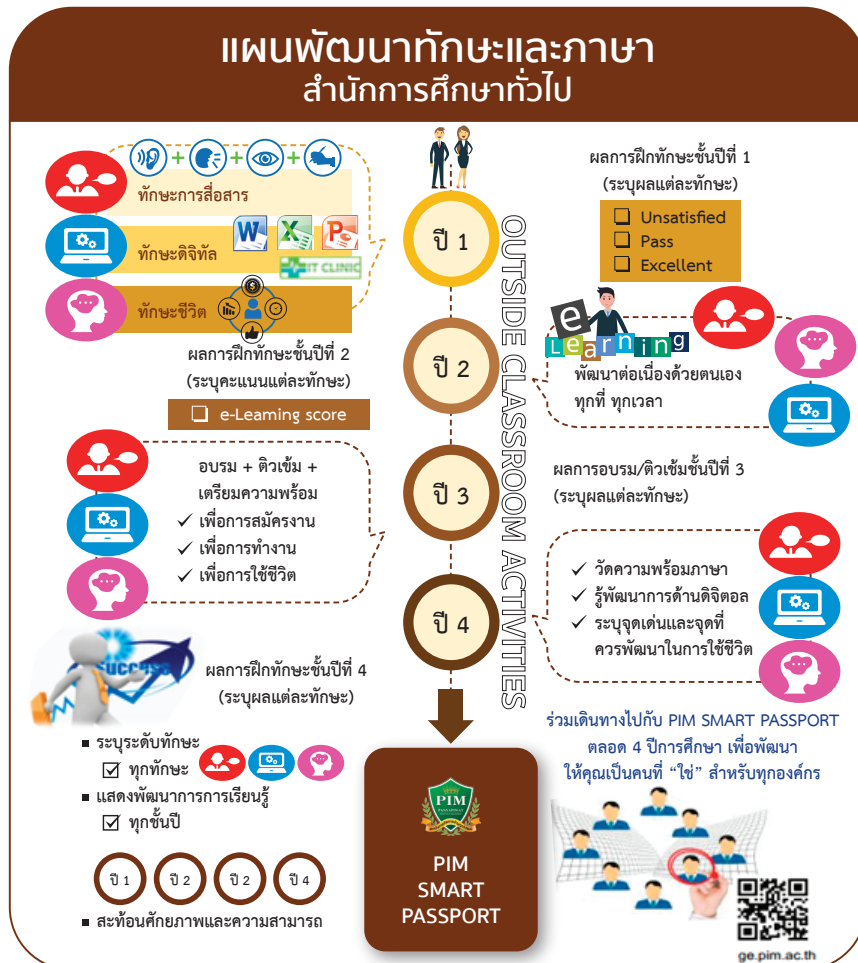 แผนพัฒนาทักษะและภาษา
สำนักการศึกษาทั่วไป
ทักษะการสื่อสาร
ทักษะดิจิทัล
W X P
IT CLINIC
ทักษะชีวิต
ปี 1
ผลการฝึกทักษะชั้นปีที่ 1
(ระบุผลแต่ละทักษะ)
❑ Unsatisfied
❑ Pass
❑ Excellent
OUTSIDE CLASSROOM ACTIVITIES
ผลการฝึกทักษะชั้นปีที่ 2
(ระบุคะแนนแต่ละทักษะ)
❑ e-Learning score
ปี 2
e
Learning
พัฒนาต่อเนื่องด้วยตนเอง
ทุกที่ ทุกเวลา
อบรม + ติวเข้ม +
เตรียมความพร้อม
✓ เพื่อการสมัครงาน
✓ เพื่อการทำงาน
✓ เพื่อการใช้ชีวิต
ปี 3
ผลการอบรม/ติวเข้มชั้นปีที่ 3
(ระบุผลแต่ละทักษะ)
ปี 4
✓ วัดความพร้อมภาษา
✓ รู้พัฒนาการด้านดิจิตอล
✓ ระบุจุดเด่นและจุดที่
ควรพัฒนาในการใช้ชีวิต
SUCCESS
ผลการฝึกทักษะชั้นปีที่ 4
(ระบุผลแต่ละทักษะ)
▪ ระบุระดับทักษะ
☑ ทุกทักษะ
▪ แสดงพัฒนาการการเรียนรู้
☑ ทุกชั้นปี
ปี 1 ปี 2 ปี 2 ปี 4
▪ สะท้อนศักยภาพและความสามารถ
PIM
PIM
SMART
PASSPORT
ร่วมเดินทางไปกับ PIM SMART PASSPORT
ตลอด 4 ปีการศึกษา เพื่อพัฒนา
ให้คุณเป็นคนที่ “ใช่” สำหรับทุกองค์กร
ge.pim.ac.th